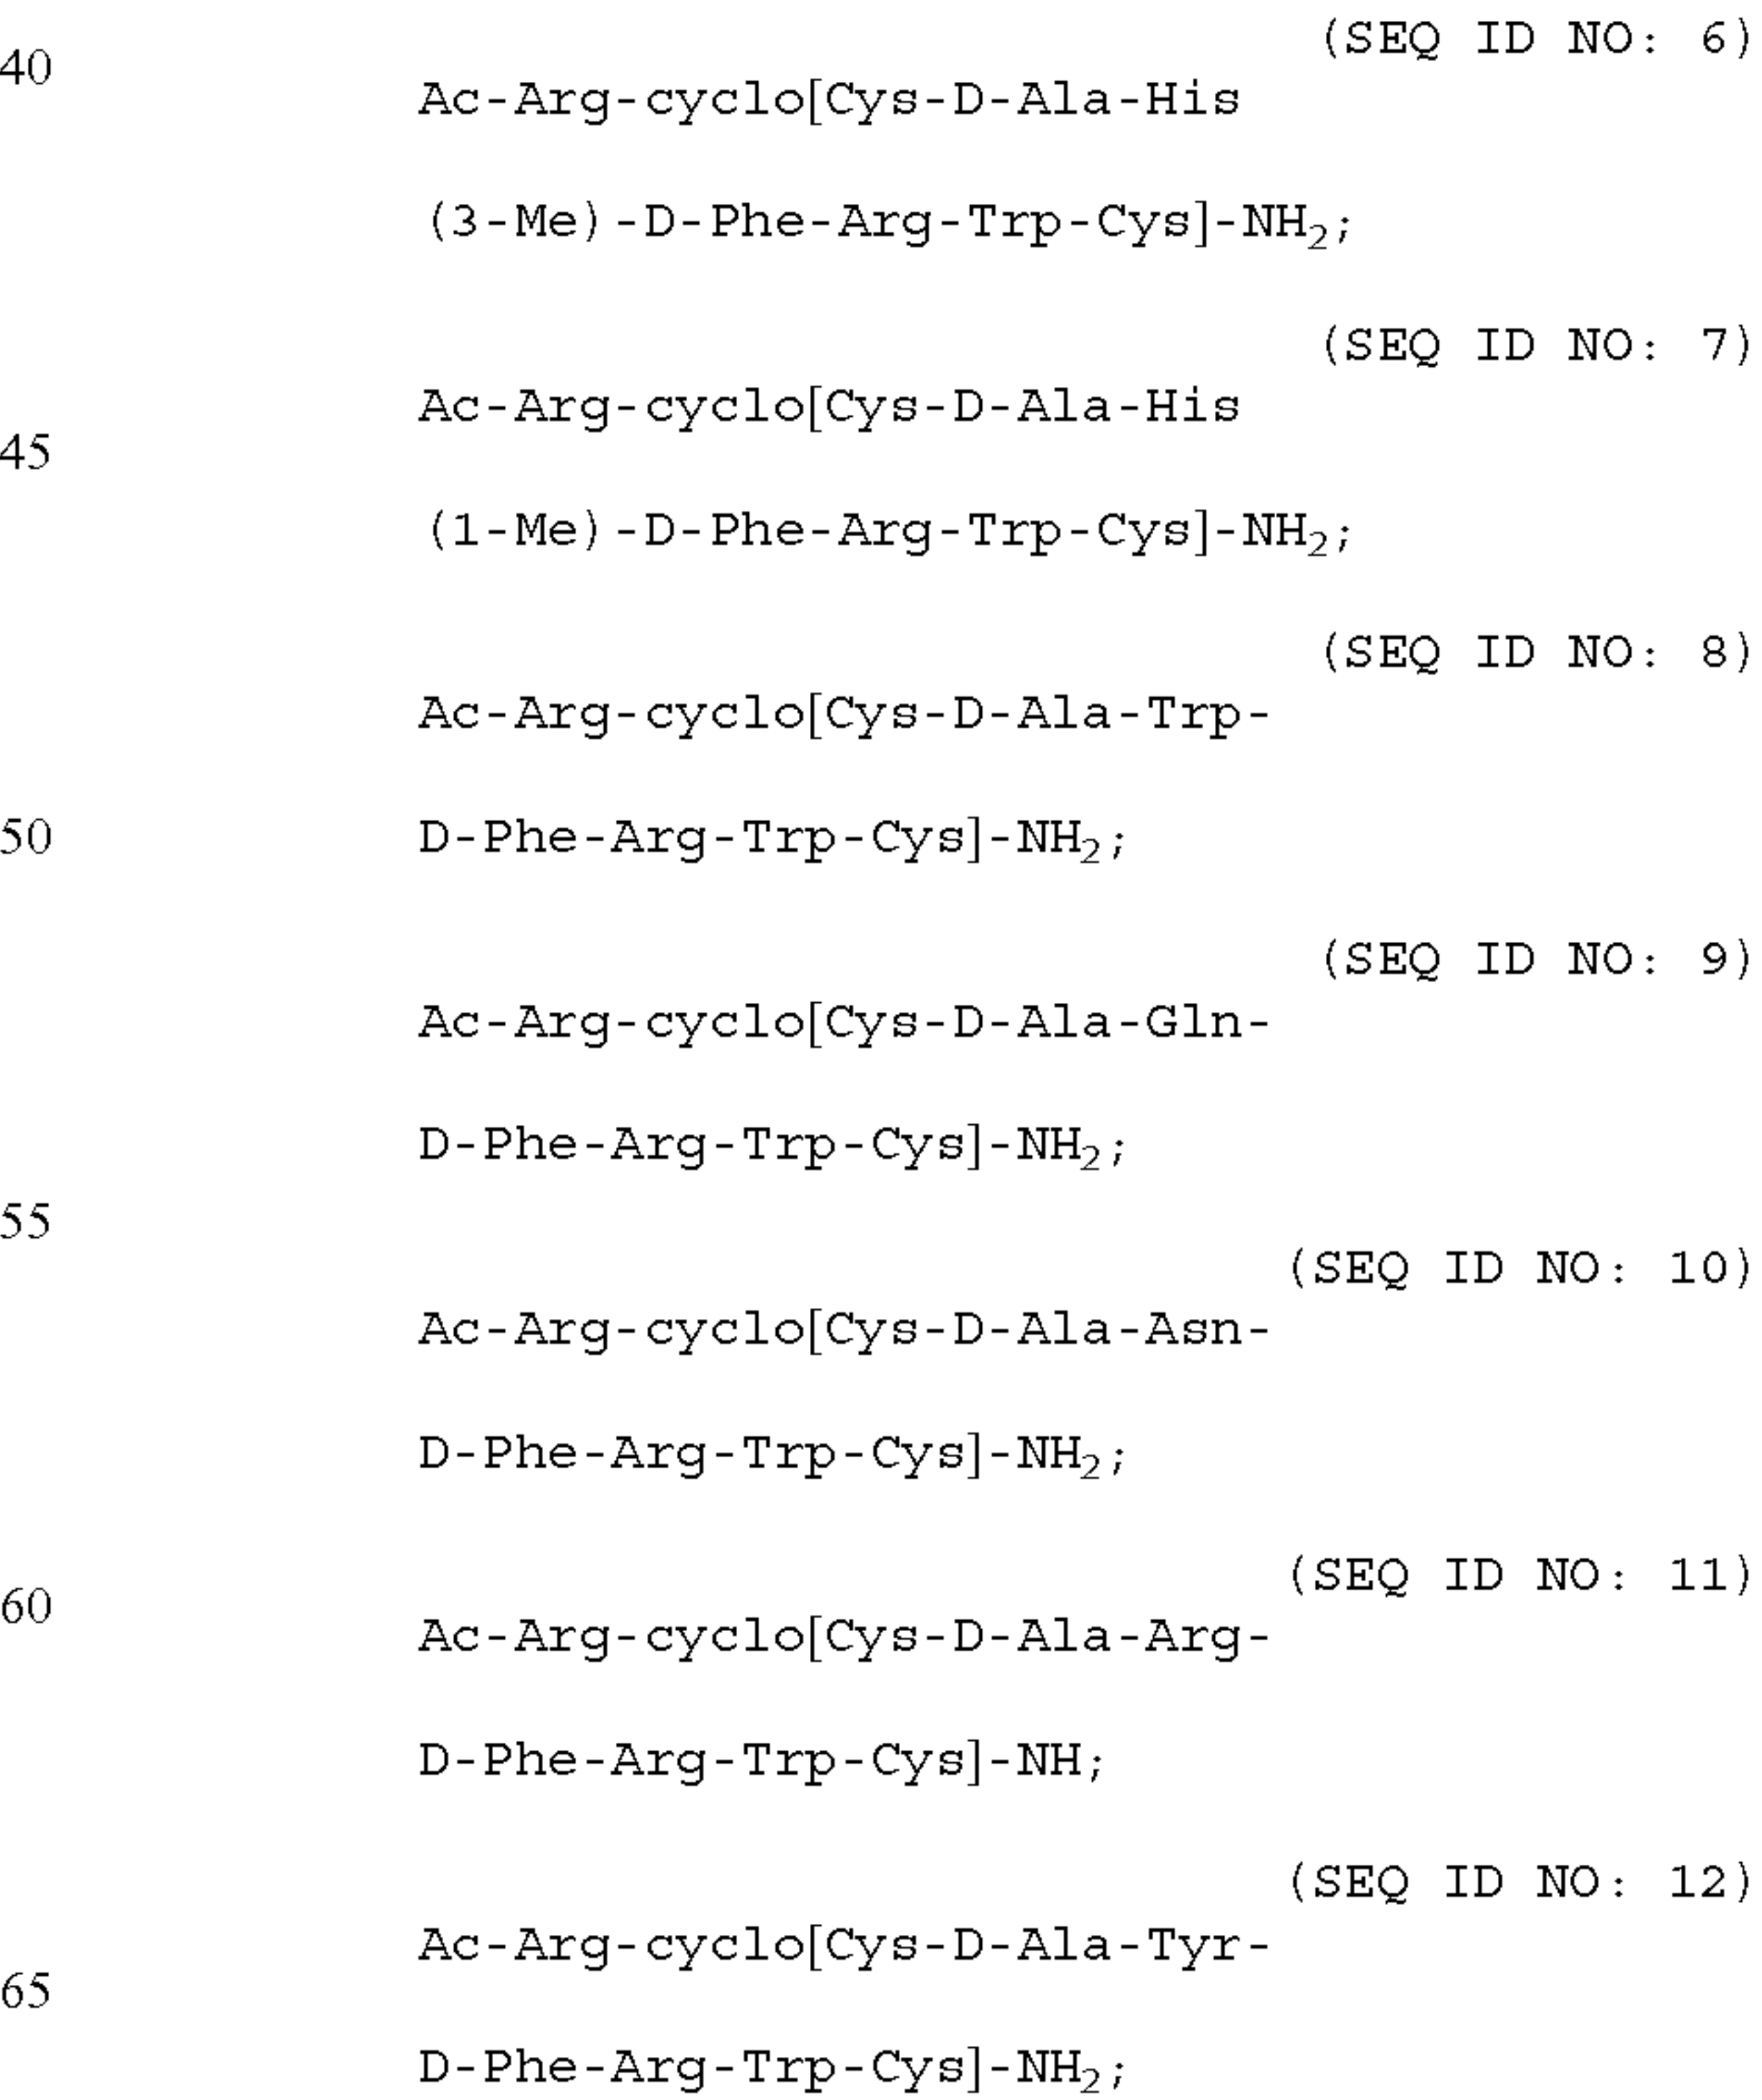 (SEQ ID NO: 6)
40
Ac-Arg-cyclo[Cys-D-Ala-His
(3-Me)-D-Phe-Arg-Trp-Cys]-NH₂;
(SEQ ID NO: 7)
Ac-Arg-cyclo[Cys-D-Ala-His
45
(1-Me)-D-Phe-Arg-Trp-Cys]-NH₂;
(SEQ ID NO: 8)
Ac-Arg-cyclo[Cys-D-Ala-Trp-
50
D-Phe-Arg-Trp-Cys]-NH₂;
(SEQ ID NO: 9)
Ac-Arg-cyclo[Cys-D-Ala-Gln-
D-Phe-Arg-Trp-Cys]-NH₂;
55
(SEQ ID NO: 10)
Ac-Arg-cyclo[Cys-D-Ala-Asn-
D-Phe-Arg-Trp-Cys]-NH₂;
(SEQ ID NO: 11)
60
Ac-Arg-cyclo[Cys-D-Ala-Arg-
D-Phe-Arg-Trp-Cys]-NH;
(SEQ ID NO: 12)
Ac-Arg-cyclo[Cys-D-Ala-Tyr-
65
D-Phe-Arg-Trp-Cys]-NH₂;